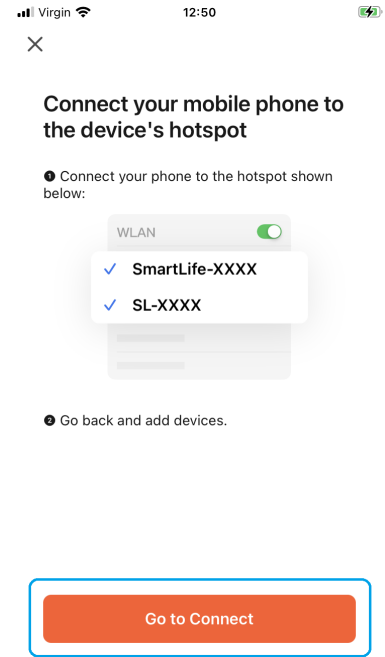 Virgin 12:50
Connect your mobile phone to
the device's hotspot
❶ Connect your phone to the hotspot shown
below:
WLAN
SmartLife-XXXX
SL-XXXX
❷ Go back and add devices.
Go to Connect